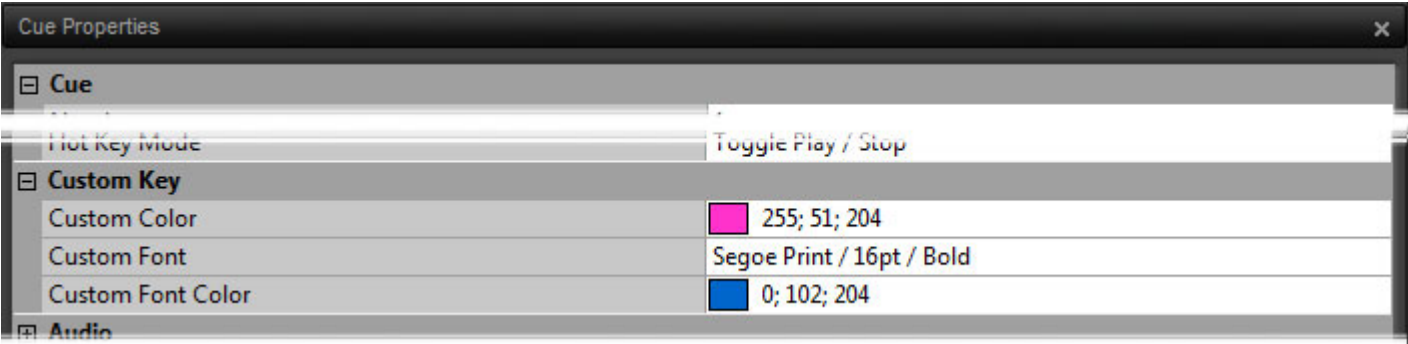 Cue Properties
Cue
Hot Key Mode Toggle Play / Stop
Custom Key
Custom Color 255; 51; 204
Custom Font Segoe Print / 16pt / Bold
Custom Font Color 0; 102; 204
Audio